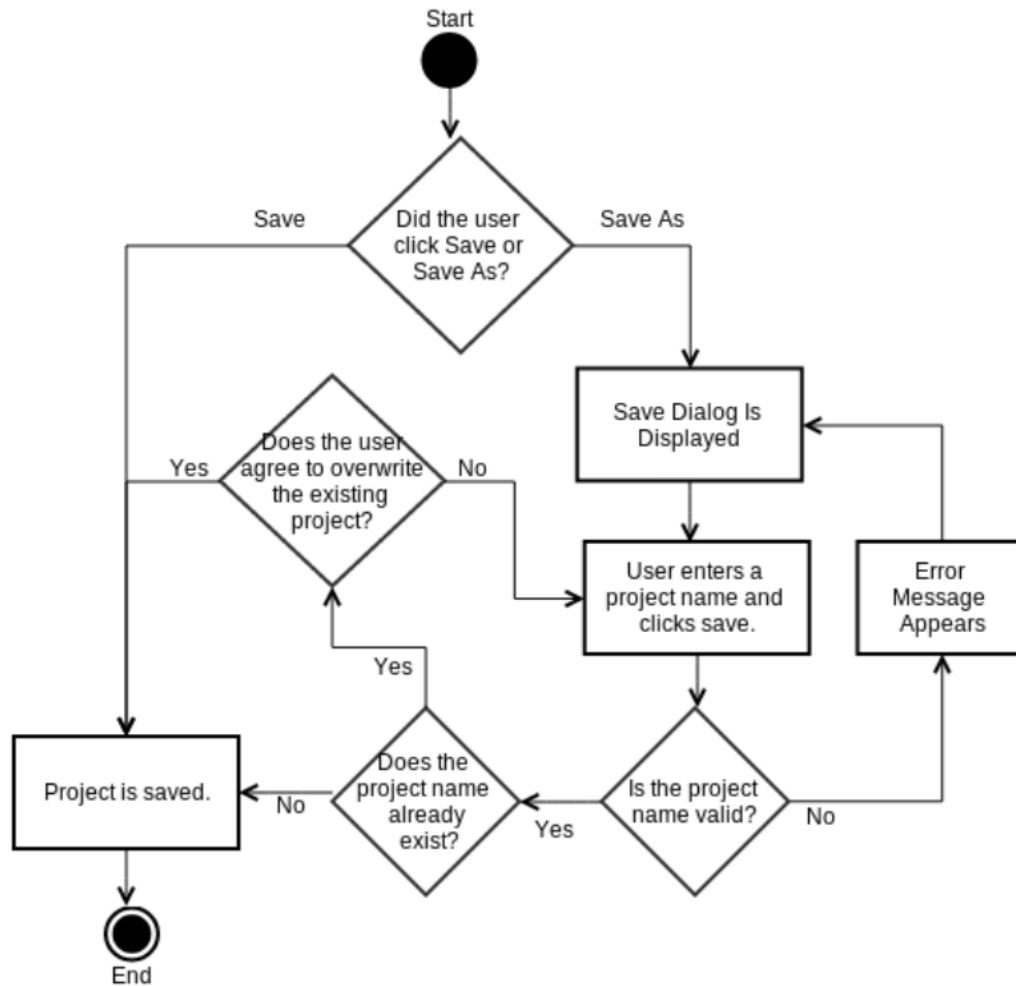 Start
Did the user
click Save or
Save As?
Save
Save As
Save Dialog Is
Displayed
Does the user
agree to overwrite
the existing
project?
Yes
No
User enters a
project name and
clicks save.
Error
Message
Appears
Yes
Does the
project name
already
exist?
Is the project
name valid?
Project is saved.
No
Yes
No
End